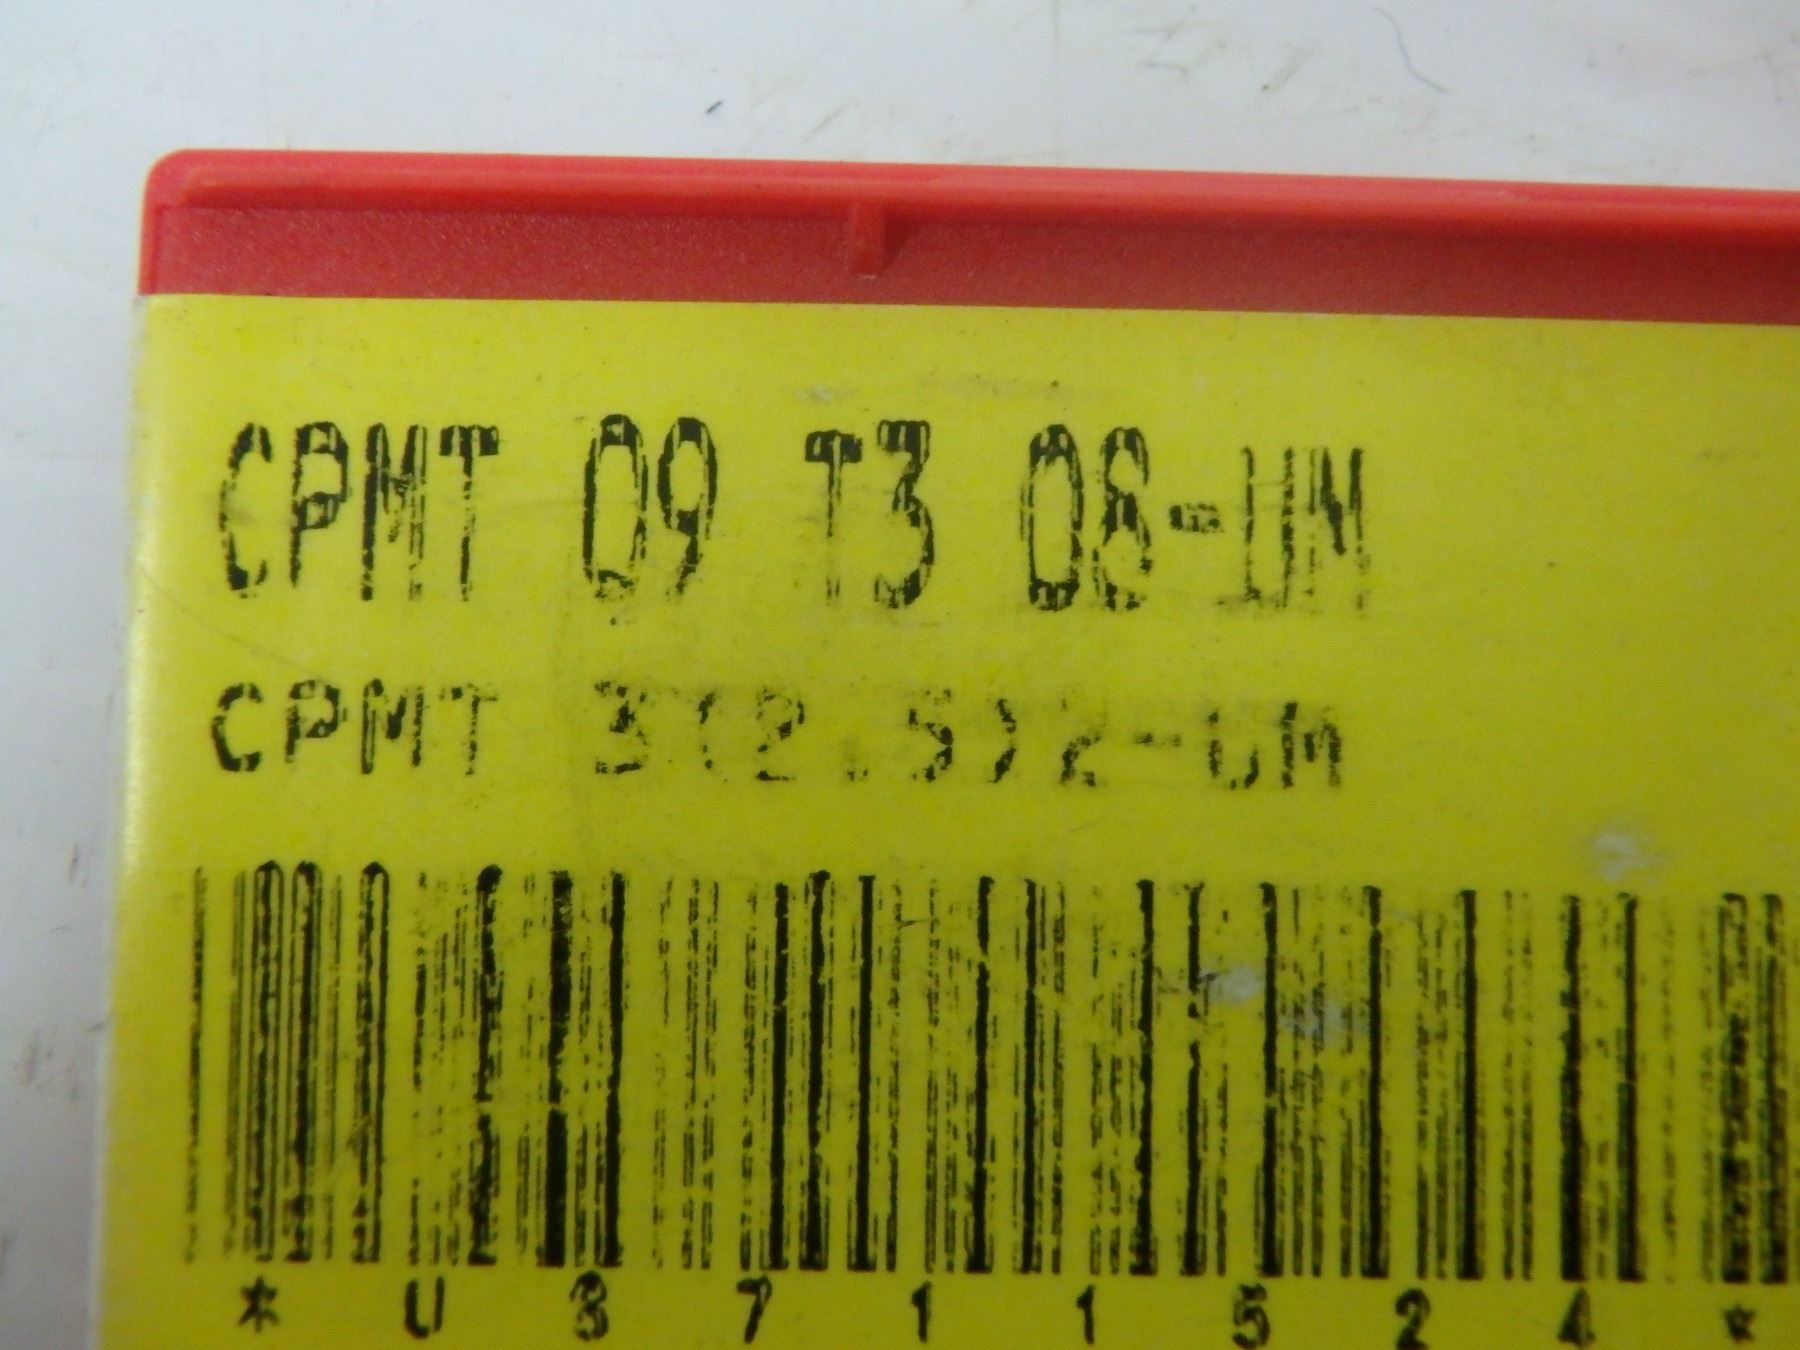 CPMT 09 T3 08-UM
CPMT 3(2.5)2-UM
*U3711524*